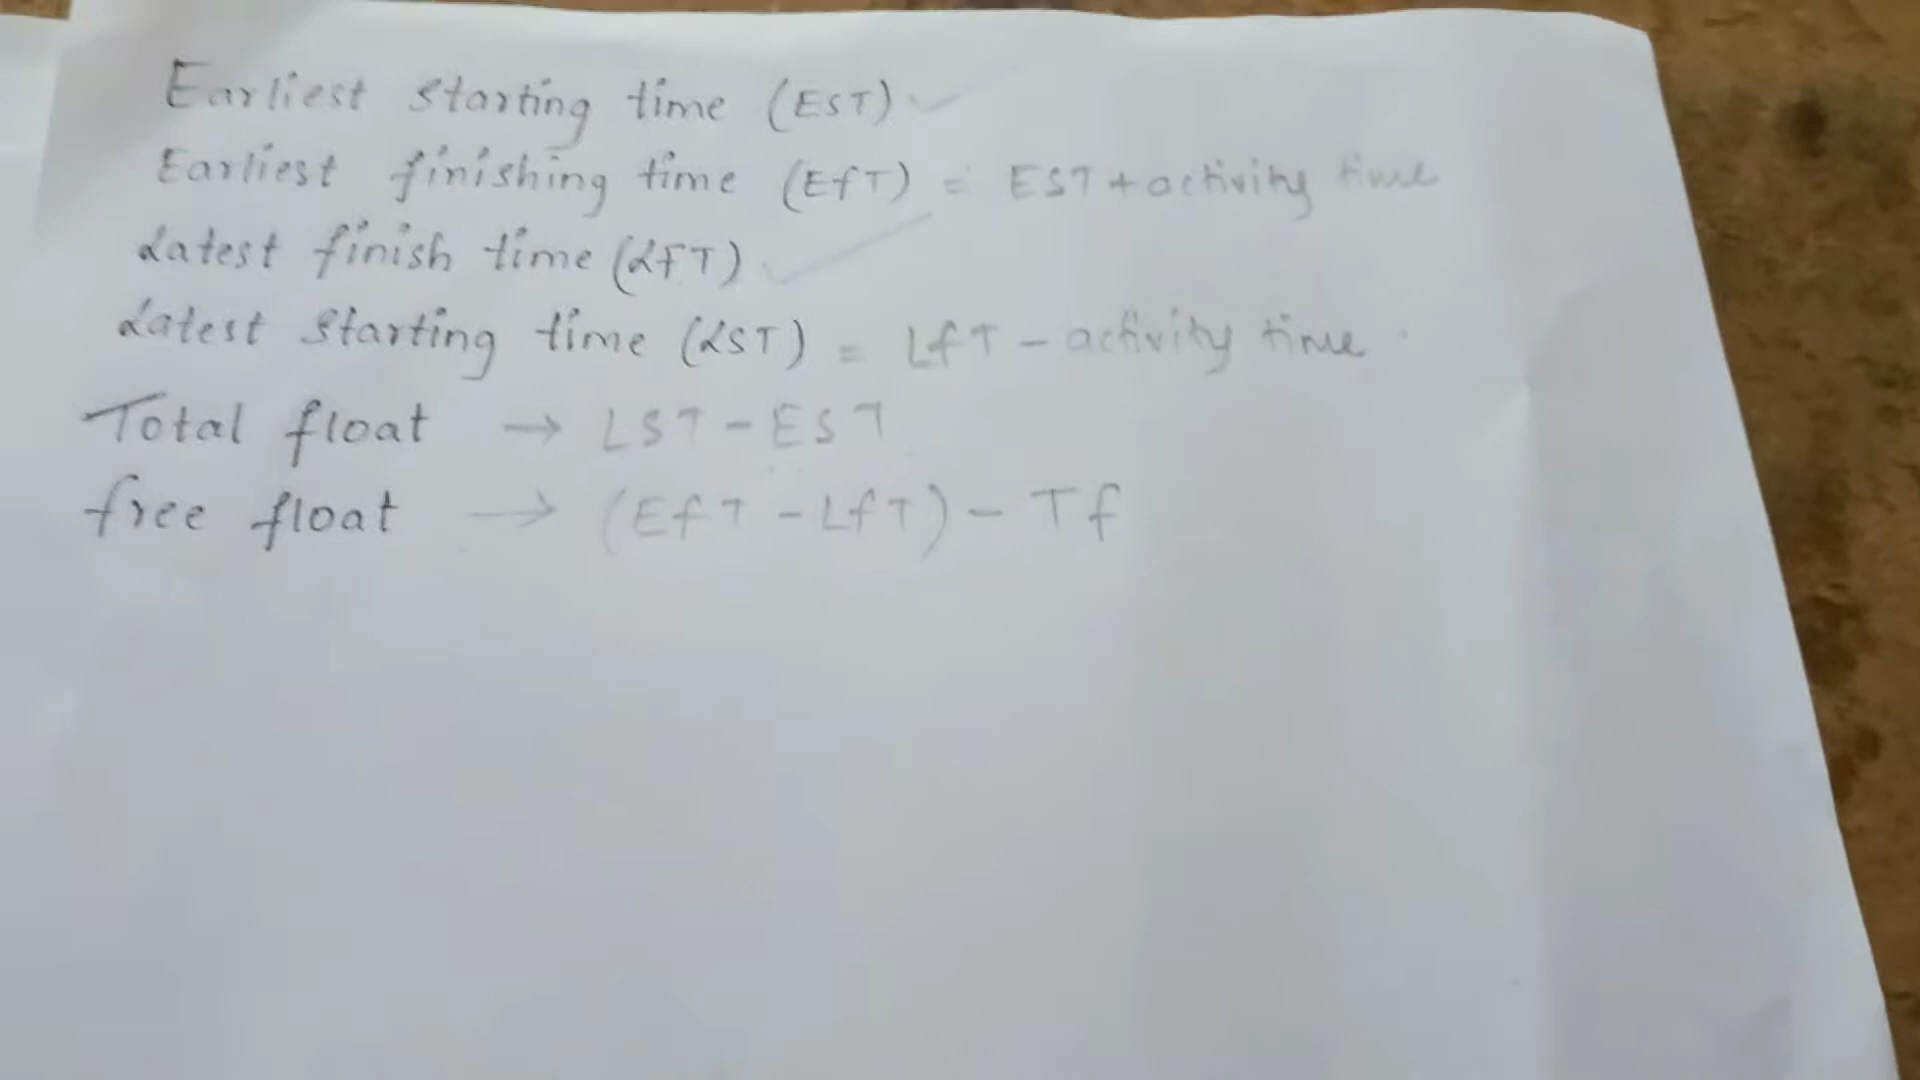 Earliest starting time (EST) ✓
Earliest finishing time (EfT) = EST + activity time
Latest finish time (LFT) ✓
Latest starting time (LST) = LfT - activity time
Total float → LST - EST
free float → (EfT - LfT) - Tf